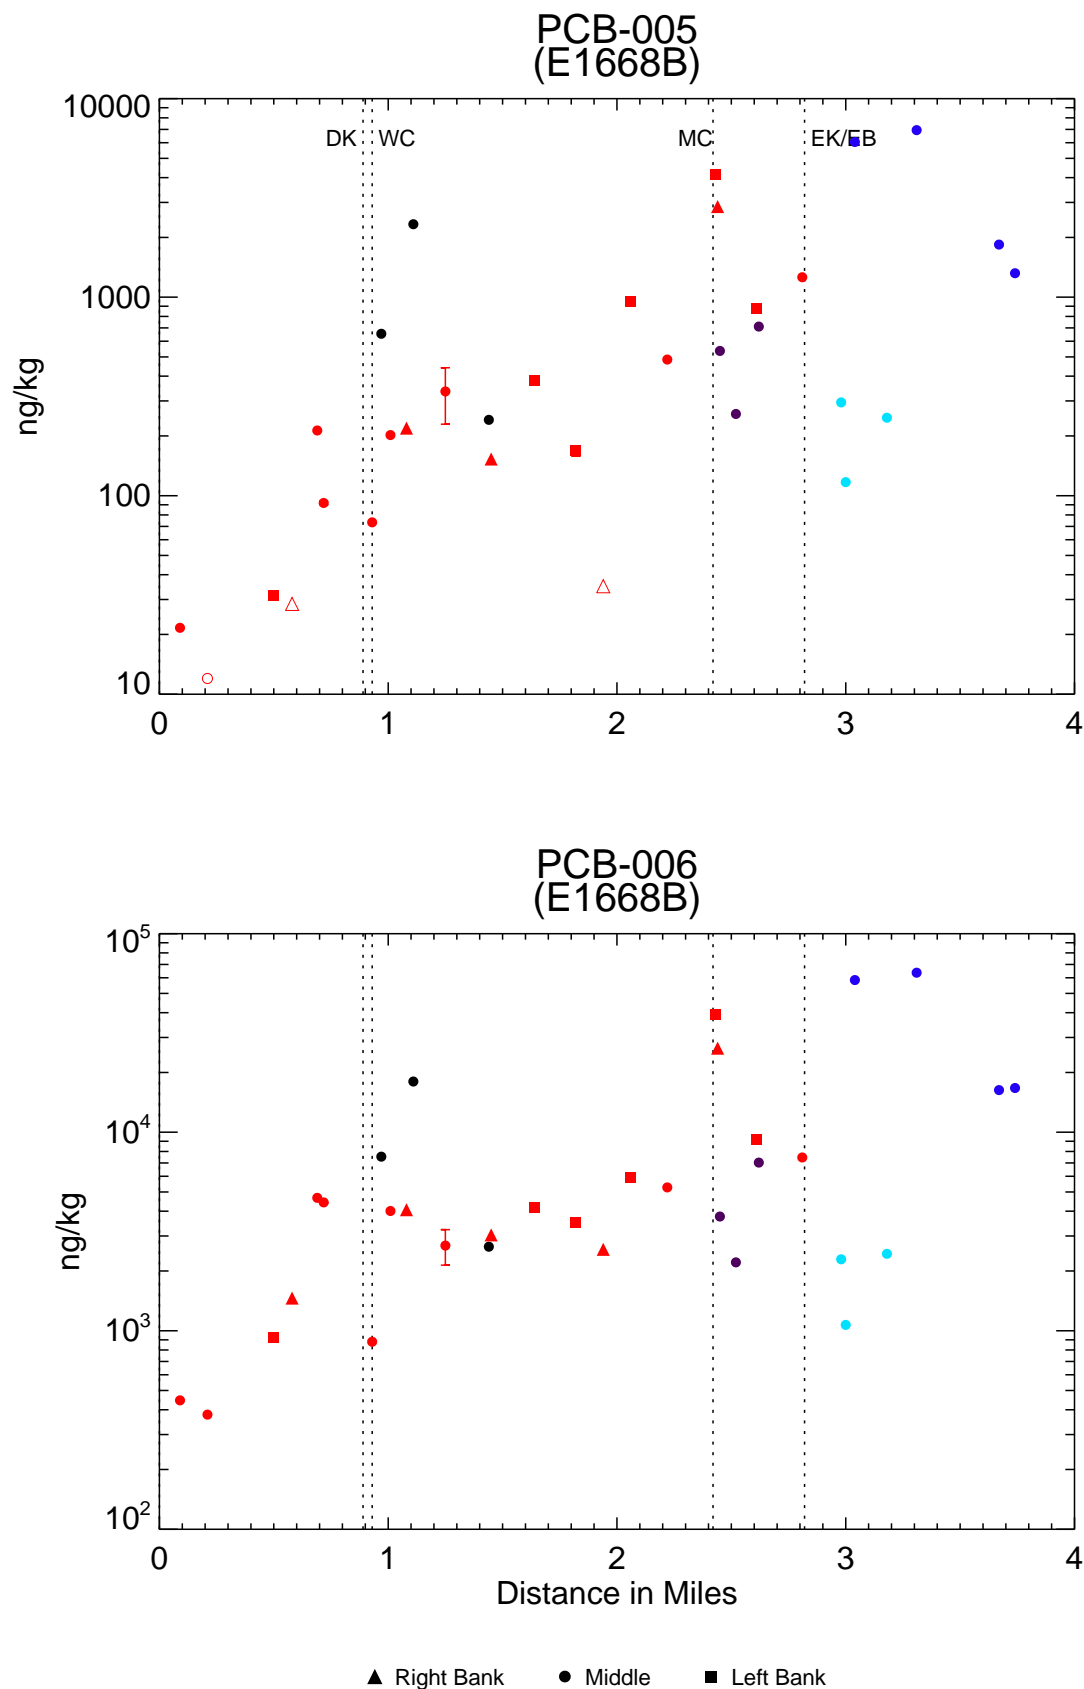 PCB-005
(E1668B)
10000
1000
100
10
ng/kg
DK WC MC EK/EB
0 1 2 3 4
PCB-006
(E1668B)
10^5
10^4
10^3
10^2
ng/kg
0 1 2 3 4
Distance in Miles
Right Bank Middle Left Bank